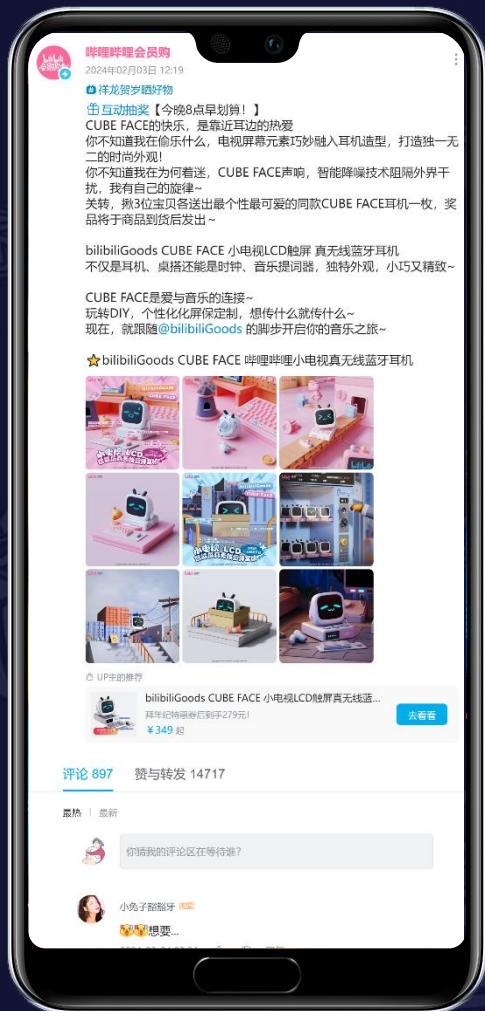 哔哩哔哩会员购
2024年02月03日 12:19
祥龙贺岁晒好物
互动抽奖【今晚8点早划算！】
CUBE FACE的快乐，是靠近耳边的热爱
你不知道我在偷乐什么，电视屏幕元素巧妙融入耳机造型，打造独一无
二的时尚外观！
你不知道我在为何着迷，CUBE FACE声响，智能降噪技术阻隔外界干
扰，我有自己的旋律~
关转，揪3位宝贝各送出最个性最可爱的同款CUBE FACE耳机一枚，奖
品将于商品到货后发出~
bilibiliGoods CUBE FACE 小电视LCD触屏 真无线蓝牙耳机
不仅是耳机、桌搭还能是时钟、音乐提词器，独特外观，小巧又精致~
CUBE FACE是爱与音乐的连接~
玩转DIY，个性化化屏保定制，想传什么就传什么~
现在，就跟随@bilibiliGoods 的脚步开启你的音乐之旅~
bilibiliGoods CUBE FACE 哔哩哔哩小电视真无线蓝牙耳机
UP主的推荐
bilibiliGoods CUBE FACE 小电视LCD触屏真无线蓝...
拜年纪特惠券后到手279元！
¥349 起
去看看
评论 897 赞与转发 14717
最热 最新
你猜我的评论区在等待谁？
小兔子豁豁牙
想要...